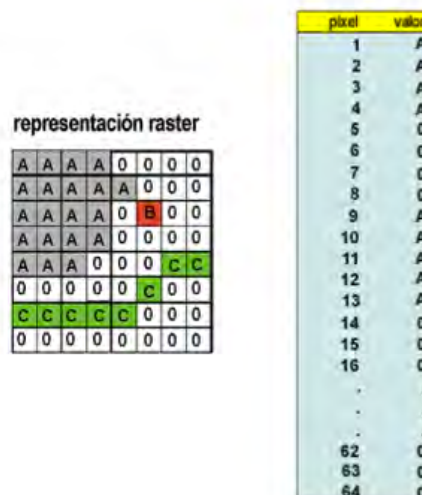 representación raster
A A A A 0 0 0 0
A A A A A 0 0 0
A A A A 0 B 0 0
A A A A 0 0 0 0
A A A 0 0 0 C C
0 0 0 0 0 C 0 0
C C C C C 0 0 0
0 0 0 0 0 0 0 0
pixel valor
1 A
2 A
3 A
4 A
5 0
6 0
7 0
8 0
9 A
10 A
11 A
12 A
13 A
14 0
15 0
16 0
.
.
.
62 0
63 0
64 0